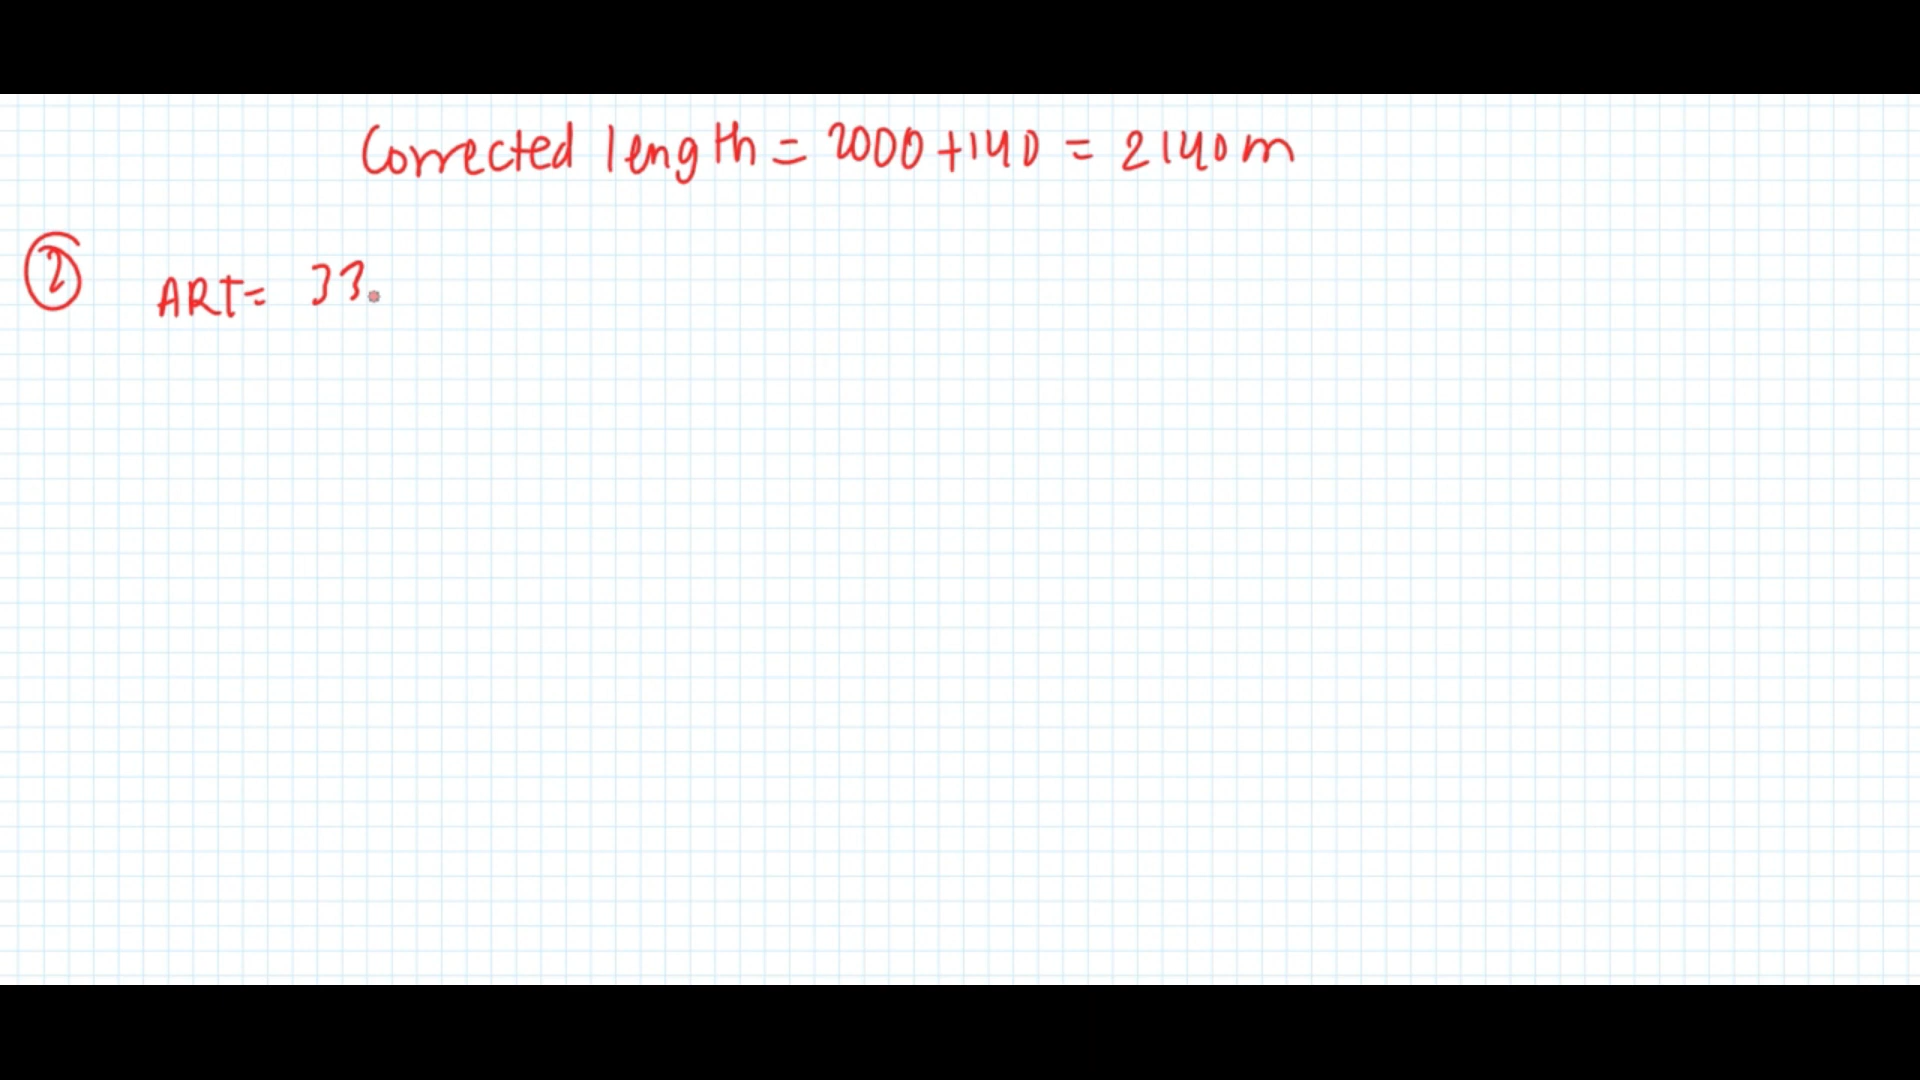 Corrected length = 2000 + 140 = 2140 m
② ART = 33.